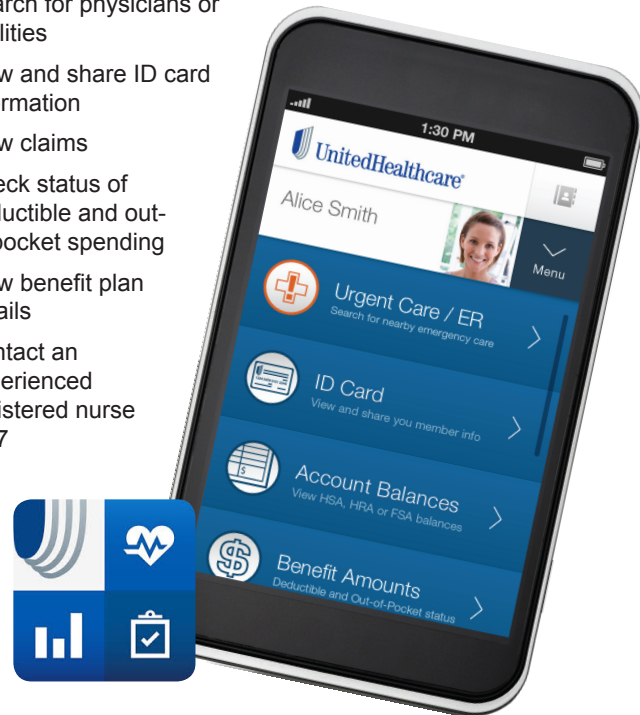 arch for physicians or
lities
w and share ID card
rmation
w claims
eck status of
ductible and out-
pocket spending
w benefit plan
ails
ntact an
perienced
istered nurse
7
1:30 PM
UnitedHealthcare®
Alice Smith
Menu
Urgent Care / ER
Search for nearby emergency care
ID Card
View and share you member info
Account Balances
View HSA, HRA or FSA balances
Benefit Amounts
Deductible and Out-of-Pocket status